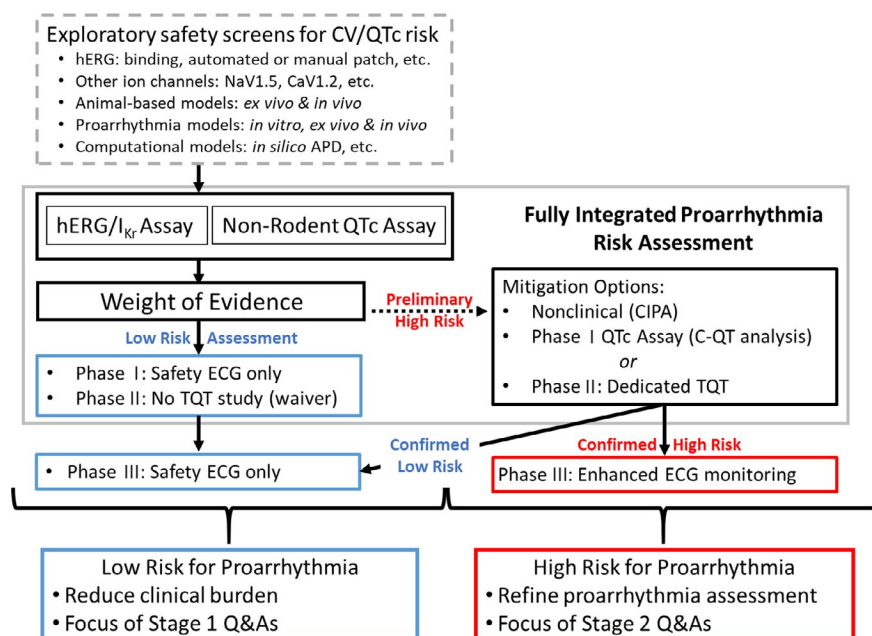 Exploratory safety screens for CV/QTc risk
• hERG: binding, automated or manual patch, etc.
• Other ion channels: NaV1.5, CaV1.2, etc.
• Animal-based models: ex vivo & in vivo
• Proarrhythmia models: in vitro, ex vivo & in vivo
• Computational models: in silico APD, etc.
hERG/IKr Assay
Non-Rodent QTc Assay
Fully Integrated Proarrhythmia
Risk Assessment
Weight of Evidence
Preliminary
High Risk
Mitigation Options:
• Nonclinical (CIPA)
• Phase I QTc Assay (C-QT analysis)
or
• Phase II: Dedicated TQT
Low Risk Assessment
• Phase I: Safety ECG only
• Phase II: No TQT study (waiver)
Confirmed
Low Risk
Confirmed High Risk
• Phase III: Safety ECG only
Phase III: Enhanced ECG monitoring
Low Risk for Proarrhythmia
• Reduce clinical burden
• Focus of Stage 1 Q&As
High Risk for Proarrhythmia
• Refine proarrhythmia assessment
• Focus of Stage 2 Q&As